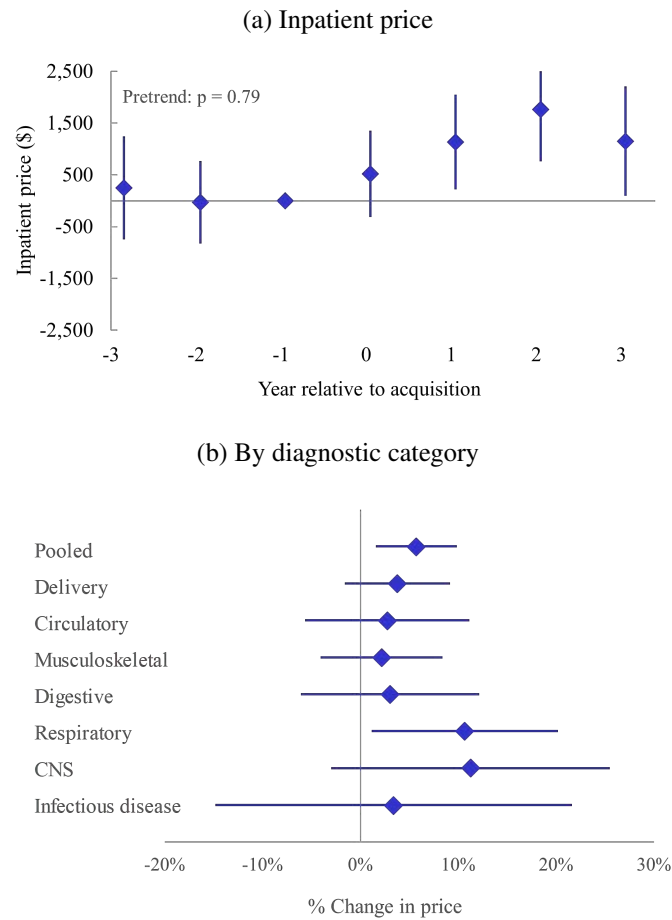 (a) Inpatient price
2,500
Pretrend: p = 0.79
1,500
500
-500
-1,500
-2,500
Inpatient price ($)
-3 -2 -1 0 1 2 3
Year relative to acquisition
(b) By diagnostic category
Pooled
Delivery
Circulatory
Musculoskeletal
Digestive
Respiratory
CNS
Infectious disease
-20% -10% 0% 10% 20% 30%
% Change in price